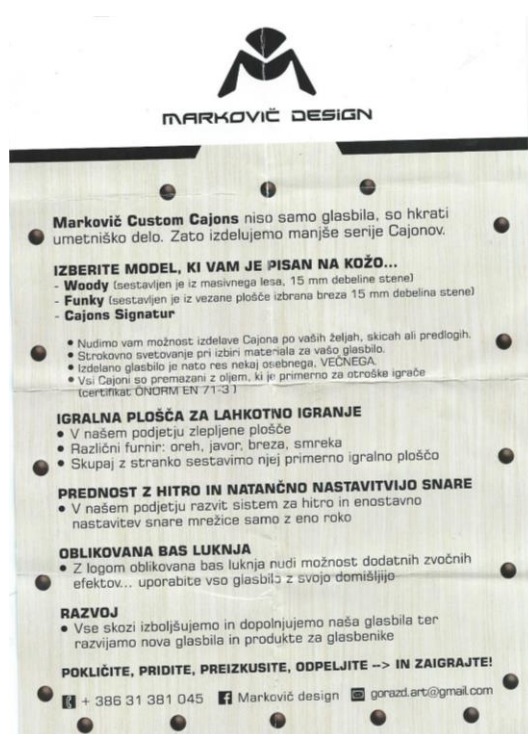 MARKOVIČ DESIGN
Markovič Custom Cajons niso samo glasbila, so hkrati
umetniško delo. Zato izdelujemo manjše serije Cajonov.
IZBERITE MODEL, KI VAM JE PISAN NA KOŽO...
- Woody (sestavljen je iz masivnega lesa, 15 mm debeline stene)
- Funky (sestavljen je iz vezane plošče izbrana breza 15 mm debelina stene)
- Cajons Signatur
• Nudimo vam možnost izdelave Cajona po vaših željah, skicah ali predlogih.
• Strokovno svetovanje pri izbiri materiala za vašo glasbilo.
• Izdelano glasbilo je nato res nekaj osebnega, VEČNEGA.
• Vsi Cajoni so premazani z oljem, ki je primerno za otroške igrače
(certifikat ÖNORM EN 71-3 )
IGRALNA PLOŠČA ZA LAHKOTNO IGRANJE
• V našem podjetju zlepljene plošče
• Različni furnir: oreh, javor, breza, smreka
• Skupaj z stranko sestavimo njej primerno igralno ploščo
PREDNOST Z HITRO IN NATANČNO NASTAVITVIJO SNARE
• V našem podjetju razvit sistem za hitro in enostavno
nastavitev snare mrežice samo z eno roko
OBLIKOVANA BAS LUKNJA
• Z logom oblikovana bas luknja nudi možnost dodatnih zvočnih
efektov... uporabite vso glasbilo z svojo domišljijo
RAZVOJ
• Vse skozi izboljšujemo in dopolnjujemo naša glasbila ter
razvijamo nova glasbila in produkte za glasbenike
POKLIČITE, PRIDITE, PREIZKUSITE, ODPELJITE --> IN ZAIGRAJTE!
+ 386 31 381 045 Markovič design gorazd.art@gmail.com